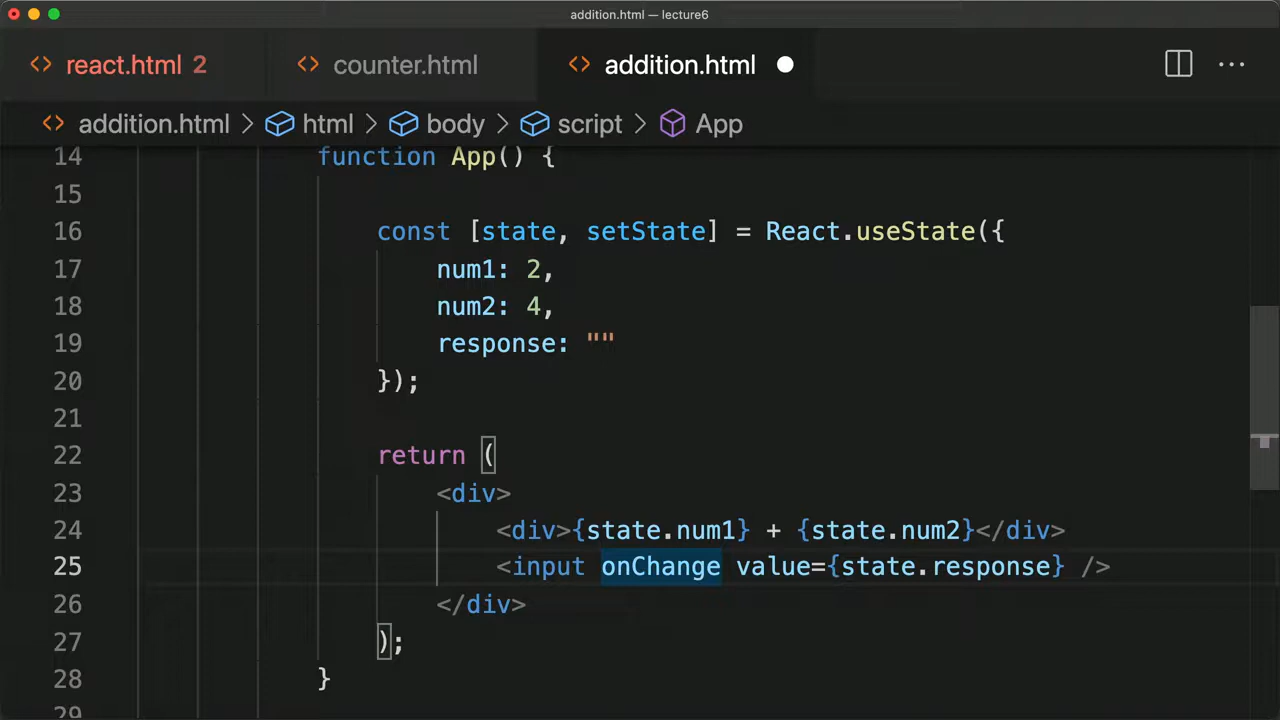 addition.html — lecture6
react.html 2 counter.html addition.html
addition.html > html > body > script > App
14 function App() {
15
16 const [state, setState] = React.useState({
17 num1: 2,
18 num2: 4,
19 response: ""
20 });
21
22 return (
23 <div>
24 <div>{state.num1} + {state.num2}</div>
25 <input onChange value={state.response} />
26 </div>
27 );
28 }
29